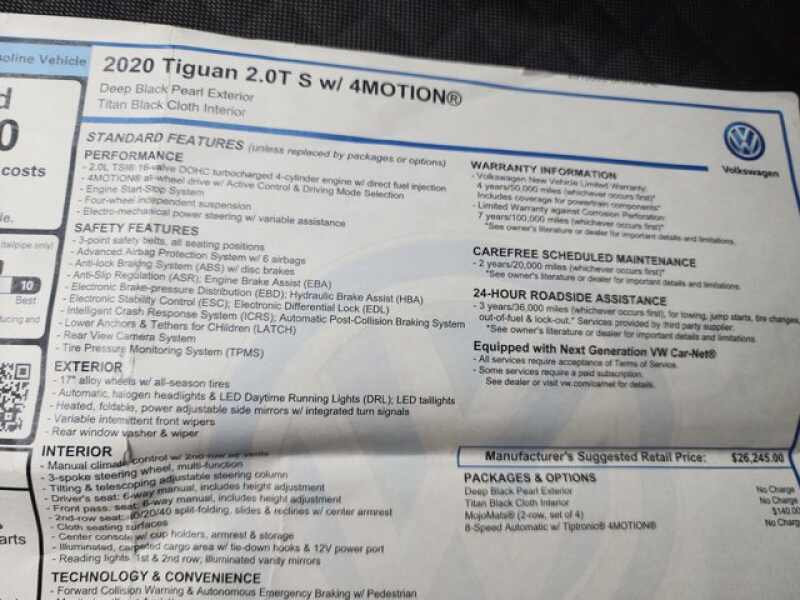 soline Vehicle
2020 Tiguan 2.0T S w/ 4MOTION®
Deep Black Pearl Exterior
Titan Black Cloth Interior
Volkswagen
d
0
costs
le.
tailpipe only)
10
Best
ducing and
arts
STANDARD FEATURES (unless replaced by packages or options)
PERFORMANCE
- 2.0L TSI® 16-valve DOHC turbocharged 4-cylinder engine w/ direct fuel injection
- 4MOTION® all-wheel drive w/ Active Control & Driving Mode Selection
- Engine Start-Stop System
- Four-wheel independent suspension
- Electro-mechanical power steering w/ variable assistance
SAFETY FEATURES
- 3-point safety belts, all seating positions
- Advanced Airbag Protection System w/ 6 airbags
- Anti-lock Braking System (ABS) w/ disc brakes
- Anti-Slip Regulation (ASR); Engine Brake Assist (EBA)
- Electronic Brake-pressure Distribution (EBD); Hydraulic Brake Assist (HBA)
- Electronic Stability Control (ESC); Electronic Differential Lock (EDL)
- Intelligent Crash Response System (ICRS); Automatic Post-Collision Braking System
- Lower Anchors & Tethers for CHildren (LATCH)
- Rear View Camera System
- Tire Pressure Monitoring System (TPMS)
EXTERIOR
- 17" alloy wheels w/ all-season tires
- Automatic, halogen headlights & LED Daytime Running Lights (DRL); LED taillights
- Heated, foldable, power adjustable side mirrors w/ integrated turn signals
- Variable intermittent front wipers
- Rear window washer & wiper
INTERIOR
- Manual climate control w/ 2nd row
- 3-spoke steering wheel, multi-function
- Tilting & telescoping adjustable steering column
- Driver's seat: 6-way manual, includes height adjustment
- Front pass. seat: 6-way manual, includes height adjustment
- 2nd-row seat: 40/20/40 split-folding, slides & reclines w/ center armrest
- Cloth seating surfaces
- Center console w/ cup holders, armrest & storage
- Illuminated, carpeted cargo area w/ tie-down hooks & 12V power port
- Reading lights 1st & 2nd row; illuminated vanity mirrors
TECHNOLOGY & CONVENIENCE
- Forward Collision Warning & Autonomous Emergency Braking w/ Pedestrian
WARRANTY INFORMATION
- Volkswagen New Vehicle Limited Warranty:
4 years/50,000 miles (whichever occurs first)*
Includes coverage for powertrain components*
- Limited Warranty against Corrosion Perforation:
7 years/100,000 miles (whichever occurs first)*
*See owner's literature or dealer for important details and limitations.
CAREFREE SCHEDULED MAINTENANCE
- 2 years/20,000 miles (whichever occurs first)*
*See owner's literature or dealer for important details and limitations.
24-HOUR ROADSIDE ASSISTANCE
- 3 years/36,000 miles (whichever occurs first), for towing, jump starts, tire changes,
out-of-fuel & lock-out.* Services provided by third party supplier.
*See owner's literature or dealer for important details and limitations
Equipped with Next Generation VW Car-Net®
- All services require acceptance of Terms of Service.
- Some services require a paid subscription.
See dealer or visit vw.com/carnet for details.
Manufacturer's Suggested Retail Price: $26,245.00
PACKAGES & OPTIONS
Deep Black Pearl Exterior No Charge
Titan Black Cloth Interior No Charge
MojoMats® (2-row, set of 4) $140.00
8-Speed Automatic w/ Tiptronic® 4MOTION® No Charge